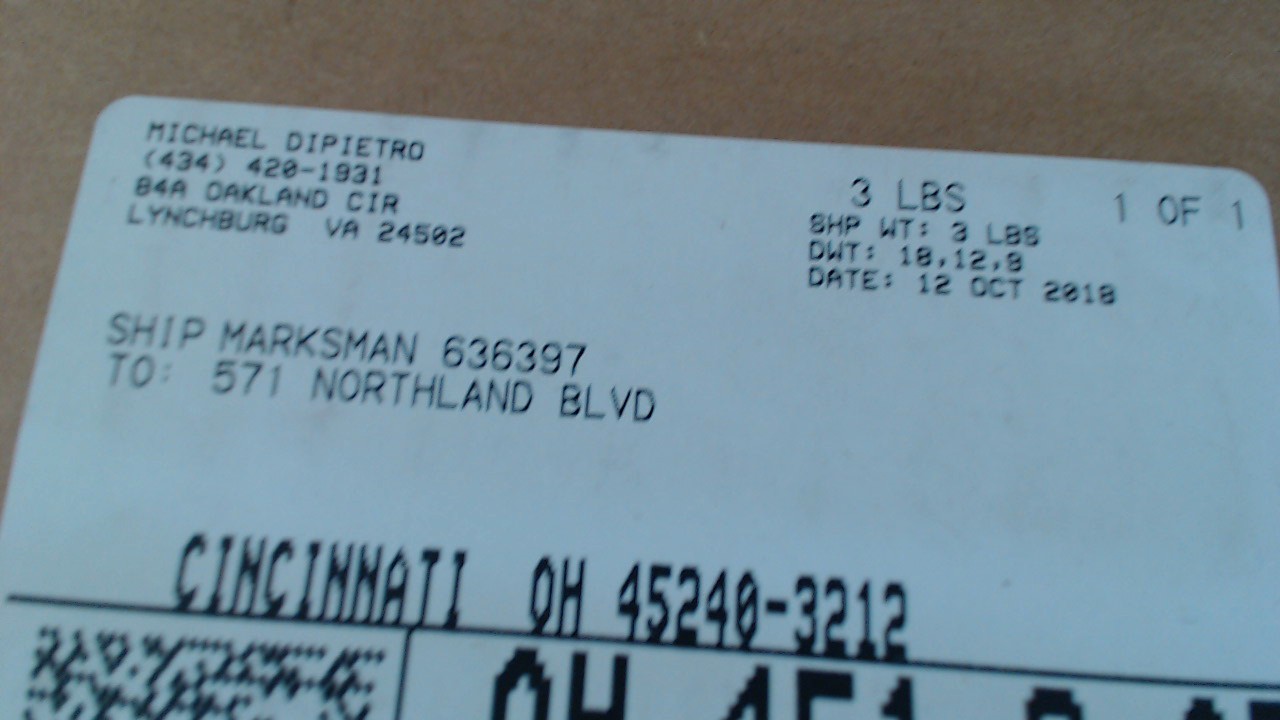 MICHAEL DIPIETRO
(434) 420-1931
84A OAKLAND CIR
LYNCHBURG VA 24502
3 LBS
1 OF 1
SHP WT: 3 LBS
DWT: 18,12,8
DATE: 12 OCT 2018
SHIP MARKSMAN 636397
TO: 571 NORTHLAND BLVD
CINCINNATI OH 45240-3212
OH 451